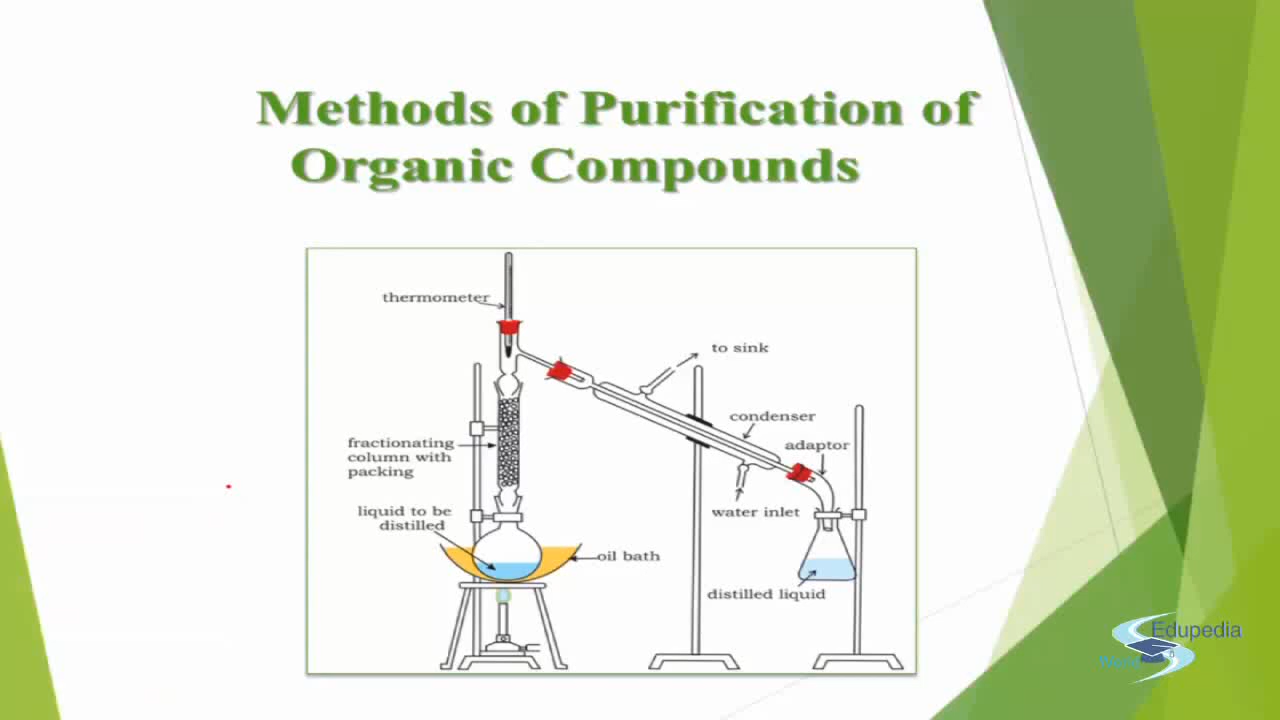 Methods of Purification of
Organic Compounds
thermometer
to sink
condenser
adaptor
fractionating
column with
packing
water inlet
liquid to be
distilled
oil bath
distilled liquid
Edupedia
World